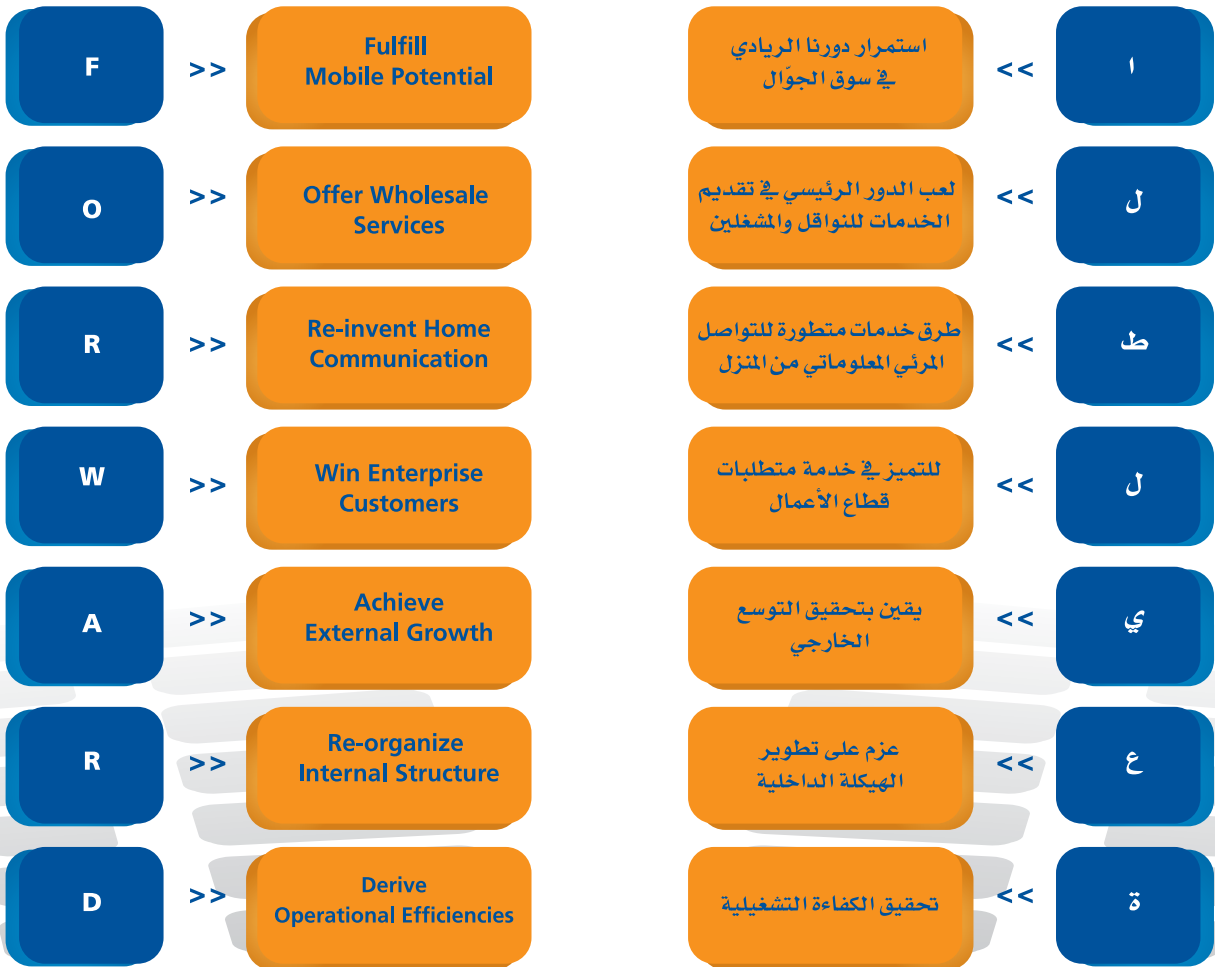 F
>>
Fulfill
Mobile Potential
استمرار دورنا الريادي
في سوق الجوّال
<<
ا
O
>>
Offer Wholesale
Services
لعب الدور الرئيسي في تقديم
الخدمات للنواقل والمشغلين
<<
ل
R
>>
Re-invent Home
Communication
طرق خدمات متطورة للتواصل
المرئي المعلوماتي من المنزل
<<
ط
W
>>
Win Enterprise
Customers
للتميز في خدمة متطلبات
قطاع الأعمال
<<
ل
A
>>
Achieve
External Growth
يقين بتحقيق التوسع
الخارجي
<<
ي
R
>>
Re-organize
Internal Structure
عزم على تطوير
الهيكلة الداخلية
<<
ع
D
>>
Derive
Operational Efficiencies
تحقيق الكفاءة التشغيلية
<<
ة